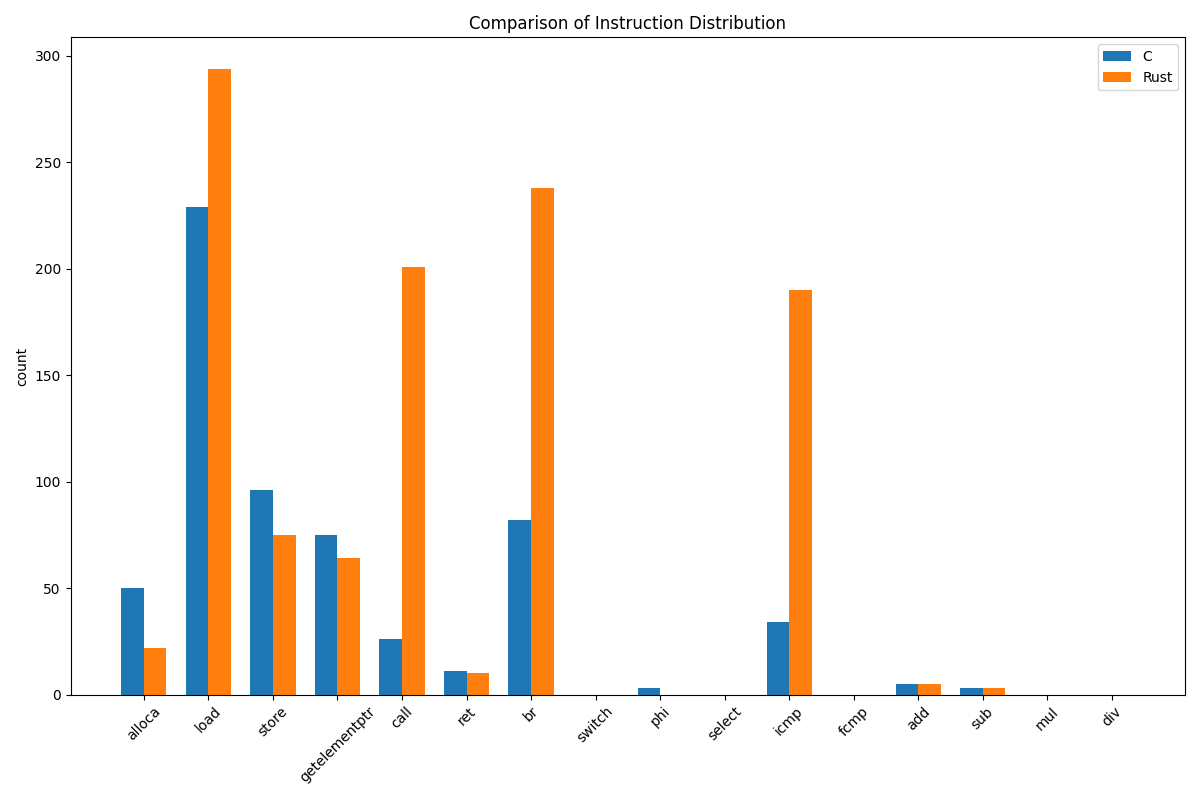 Comparison of Instruction Distribution
C
Rust
count
300
250
200
150
100
50
0
alloca
load
store
getelementptr
call
ret
br
switch
phi
select
icmp
fcmp
add
sub
mul
div